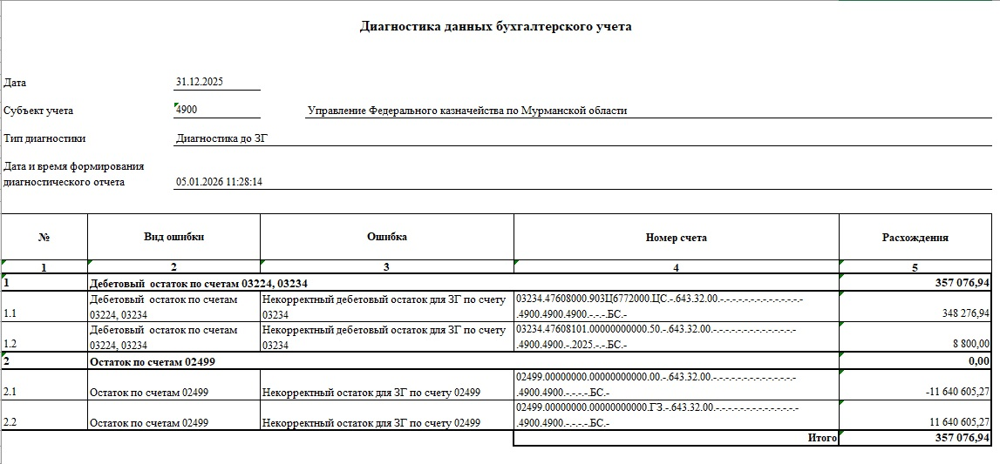 Диагностика данных бухгалтерского учета
Дата 31.12.2025
Субъект учета 4900 Управление Федерального казначейства по Мурманской области
Тип диагностики Диагностика до ЗГ
Дата и время формирования
диагностического отчета 05.01.2026 11:28:14
№ Вид ошибки Ошибка Номер счета Расхождения
1 2 3 4 5
1 Дебетовый остаток по счетам 03224, 03234 357 076,94
Дебетовый остаток по счетам Некорректный дебетовый остаток для ЗГ по счету 03234.47608000.903Ц6772000.ЦС.-.643.32.00.-.-.-.-.-.-.-.-.-.-.-.-.-.-
1.1 03224, 03234 03234 .4900.4900.4900.-.-.-.БС.- 348 276,94
Дебетовый остаток по счетам Некорректный дебетовый остаток для ЗГ по счету 03234.47608101.00000000000.50.-.643.32.00.-.-.-.-.-.-.-.-.-.-.-.-.-.-
1.2 03224, 03234 03234 .4900.4900.-.2025.-.-.БС.- 8 800,00
2 Остаток по счетам 02499 0,00
02499.00000000.00000000000.00.-.643.32.00.-.-.-.-.-.-.-.-.-.-.-.-.-.-
2.1 Остаток по счетам 02499 Некорректный остаток для ЗГ по счету 02499 .4900.4900.-.-.-.-.БС.- -11 640 605,27
02499.00000000.00000000000.ГЗ.-.643.32.00.-.-.-.-.-.-.-.-.-.-.-.-.-.-
2.2 Остаток по счетам 02499 Некорректный остаток для ЗГ по счету 02499 .4900.4900.-.-.-.-.БС.- 11 640 605,27
Итого 357 076,94